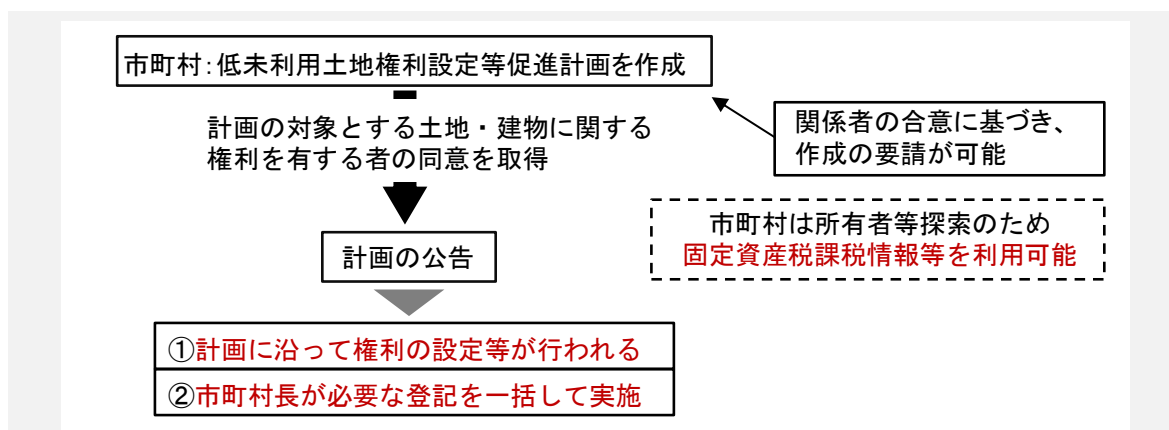 市町村：低未利用土地権利設定等促進計画を作成
計画の対象とする土地・建物に関する
権利を有する者の同意を取得
関係者の合意に基づき、
作成の要請が可能
市町村は所有者等探索のため
固定資産税課税情報等を利用可能
計画の公告
①計画に沿って権利の設定等が行われる
②市町村長が必要な登記を一括して実施